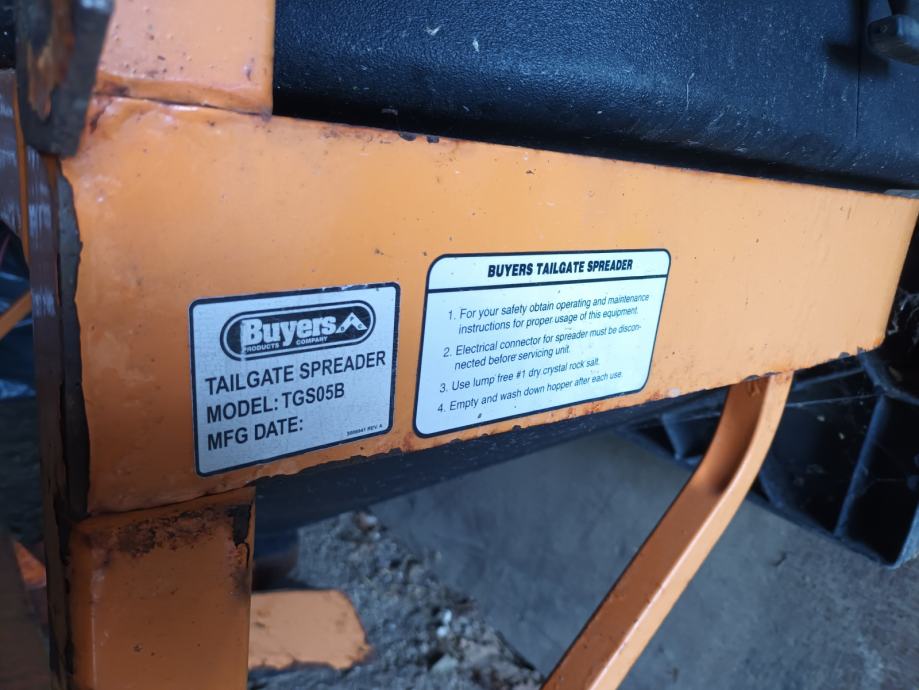 Buyers
PRODUCTS COMPANY
TAILGATE SPREADER
MODEL: TGS05B
MFG DATE:
BUYERS TAILGATE SPREADER
1. For your safety obtain operating and maintenance
instructions for proper usage of this equipment.
2. Electrical connector for spreader must be discon-
nected before servicing unit.
3. Use lump free #1 dry crystal rock salt.
4. Empty and wash down hopper after each use.